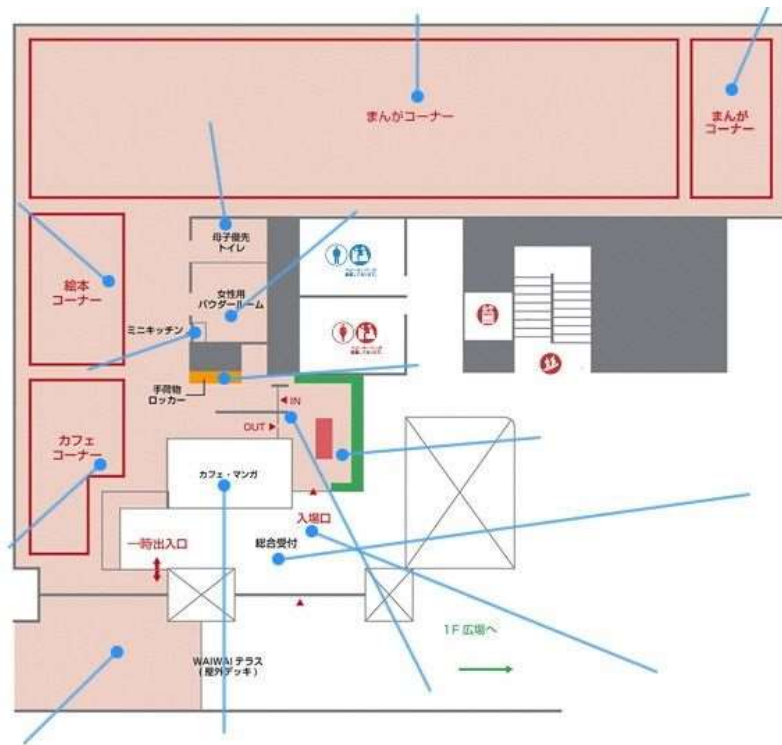 まんがコーナー
まんが
コーナー
母子優先
トイレ
絵本
コーナー
女性用
パウダールーム
ミニキッチン
手荷物
ロッカー
IN
OUT
カフェ
コーナー
カフェ・マンガ
入場口
一時出入口
総合受付
1F 広場へ
WAIWAI テラス
(屋外デッキ)